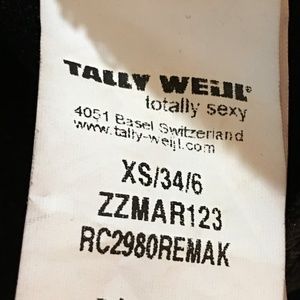 TALLY WEiJL®
totally sexy
4051 Basel Switzerland
www.tally-weijl.com
XS/34/6
ZZMAR123
RC2980REMAK